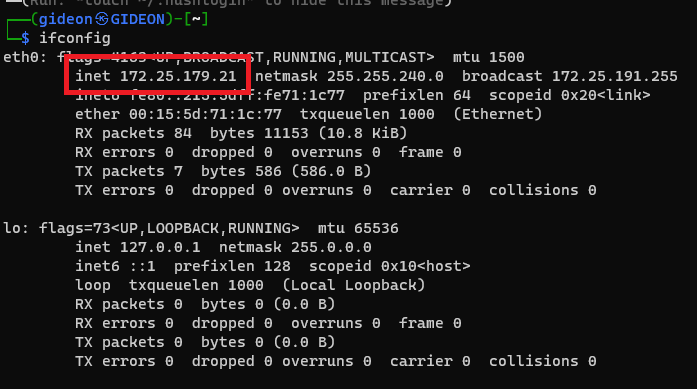 (Run: "touch ~/.hushlogin" to hide this message)
(gideon㉿GIDEON)-[~]
$ ifconfig
eth0: flags=4163<UP,BROADCAST,RUNNING,MULTICAST> mtu 1500
inet 172.25.179.21 netmask 255.255.240.0 broadcast 172.25.191.255
inet6 fe80::215:5dff:fe71:1c77 prefixlen 64 scopeid 0x20<link>
ether 00:15:5d:71:1c:77 txqueuelen 1000 (Ethernet)
RX packets 84 bytes 11153 (10.8 KiB)
RX errors 0 dropped 0 overruns 0 frame 0
TX packets 7 bytes 586 (586.0 B)
TX errors 0 dropped 0 overruns 0 carrier 0 collisions 0
lo: flags=73<UP,LOOPBACK,RUNNING> mtu 65536
inet 127.0.0.1 netmask 255.0.0.0
inet6 ::1 prefixlen 128 scopeid 0x10<host>
loop txqueuelen 1000 (Local Loopback)
RX packets 0 bytes 0 (0.0 B)
RX errors 0 dropped 0 overruns 0 frame 0
TX packets 0 bytes 0 (0.0 B)
TX errors 0 dropped 0 overruns 0 carrier 0 collisions 0